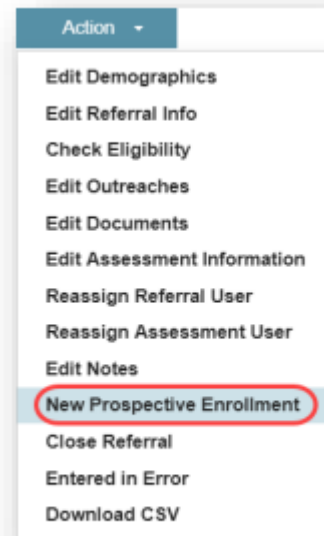 Action
Edit Demographics
Edit Referral Info
Check Eligibility
Edit Outreaches
Edit Documents
Edit Assessment Information
Reassign Referral User
Reassign Assessment User
Edit Notes
New Prospective Enrollment
Close Referral
Entered in Error
Download CSV